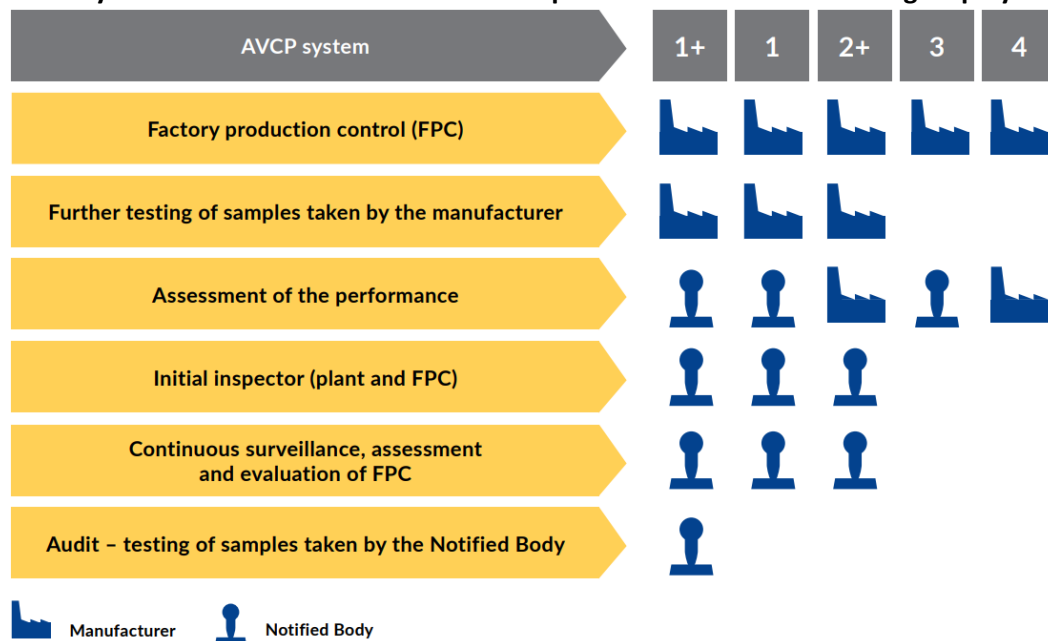 AVCP system 1+ 1 2+ 3 4
Factory production control (FPC)
Further testing of samples taken by the manufacturer
Assessment of the performance
Initial inspector (plant and FPC)
Continuous surveillance, assessment
and evaluation of FPC
Audit – testing of samples taken by the Notified Body
Manufacturer Notified Body